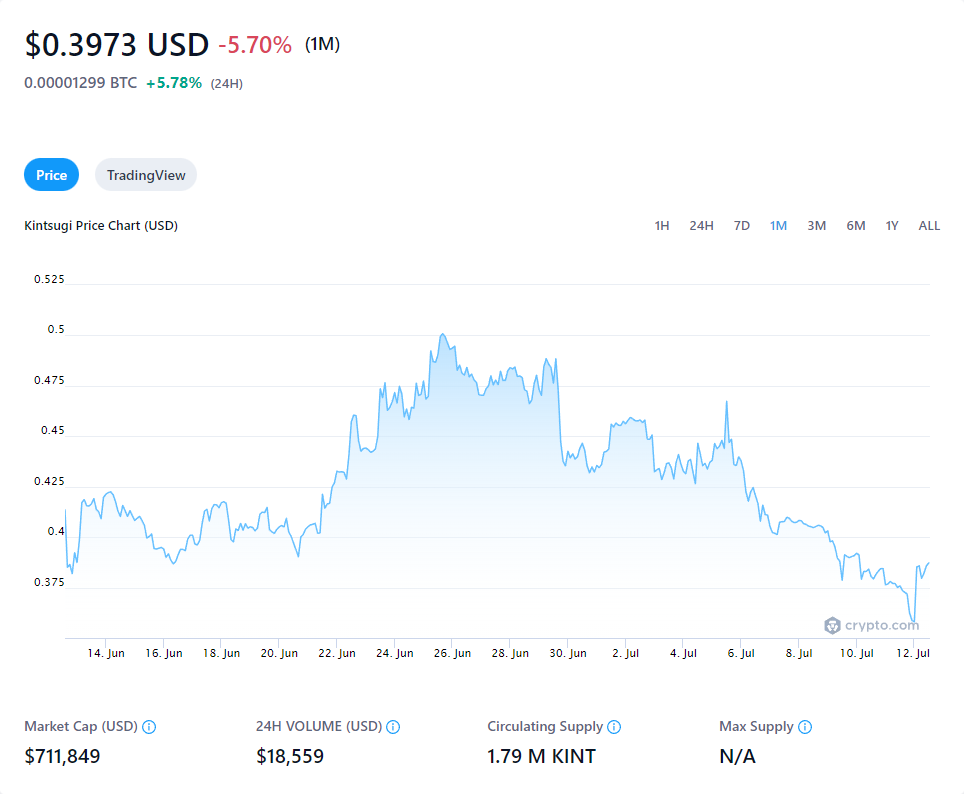 $0.3973 USD -5.70% (1M)
0.00001299 BTC +5.78% (24H)
Price TradingView
Kintsugi Price Chart (USD) 1H 24H 7D 1M 3M 6M 1Y ALL
0.525
0.5
0.475
0.45
0.425
0.4
0.375
crypto.com
14. Jun 16. Jun 18. Jun 20. Jun 22. Jun 24. Jun 26. Jun 28. Jun 30. Jun 2. Jul 4. Jul 6. Jul 8. Jul 10. Jul 12. Jul
Market Cap (USD) 24H VOLUME (USD) Circulating Supply Max Supply
$711,849 $18,559 1.79 M KINT N/A